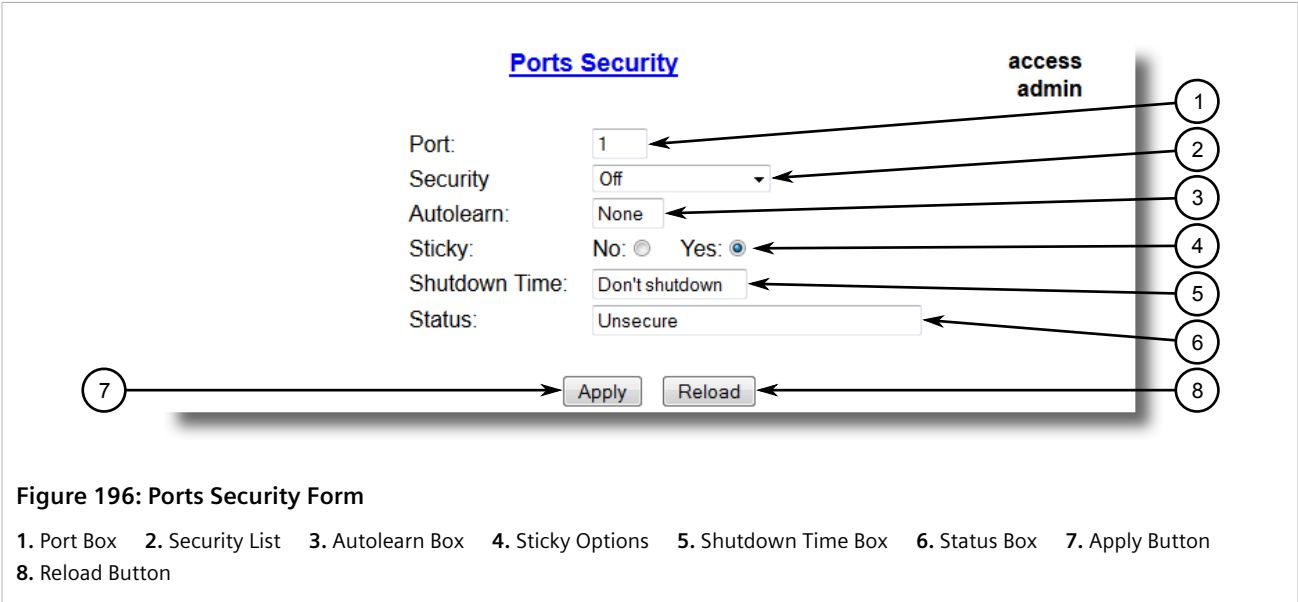 Ports Security
access
admin
1
Port: 1
2
Security Off
3
Autolearn: None
4
Sticky: No: Yes:
5
Shutdown Time: Don't shutdown
6
Status: Unsecure
7
Apply Reload
8
Figure 196: Ports Security Form
1. Port Box 2. Security List 3. Autolearn Box 4. Sticky Options 5. Shutdown Time Box 6. Status Box 7. Apply Button
8. Reload Button